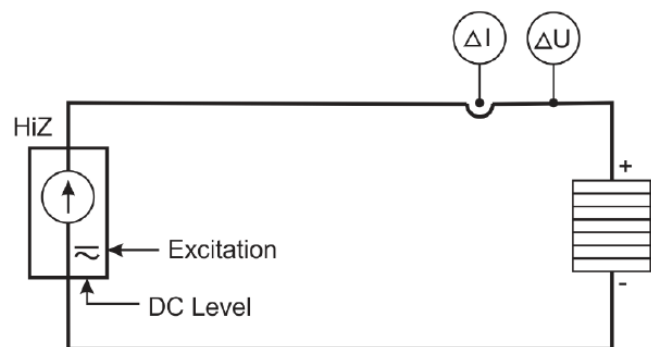 ΔI
ΔU
HiZ
+
Excitation
-
DC Level